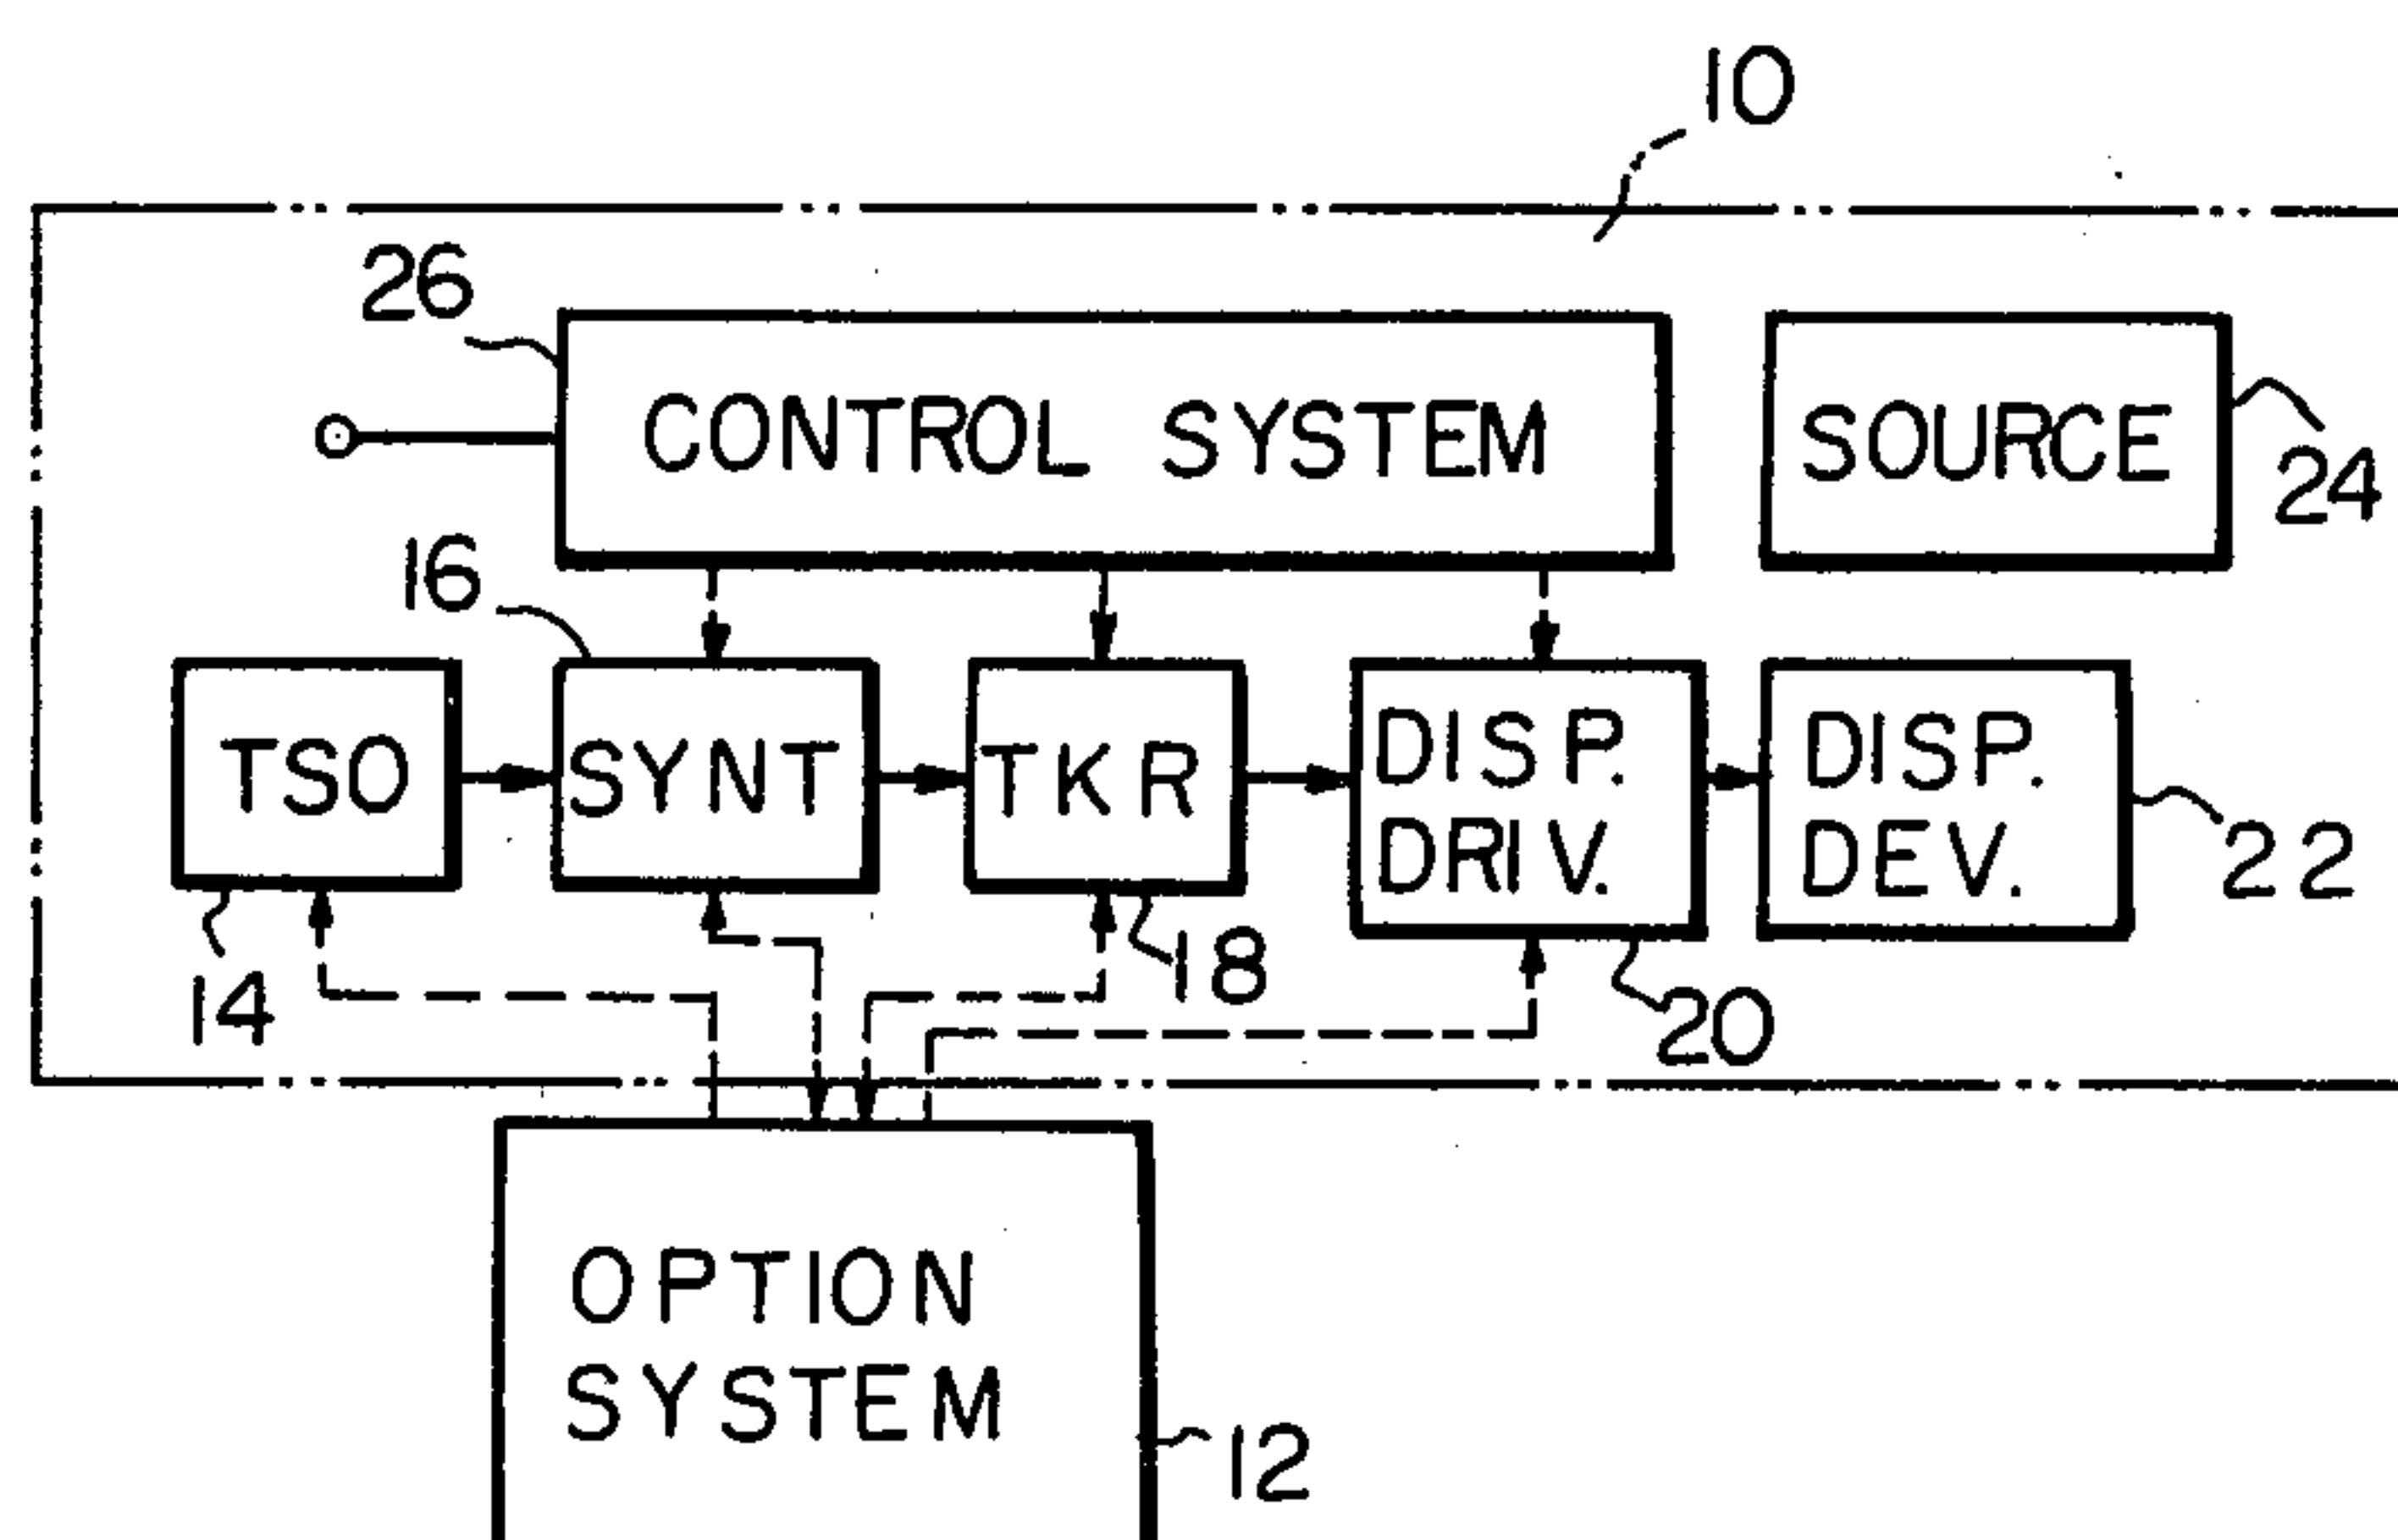 10
26
CONTROL SYSTEM
SOURCE
24
16
TSO
SYNT
TKR
DISP.
DRIV.
DISP.
DEV.
22
14
18
20
OPTION
SYSTEM
12